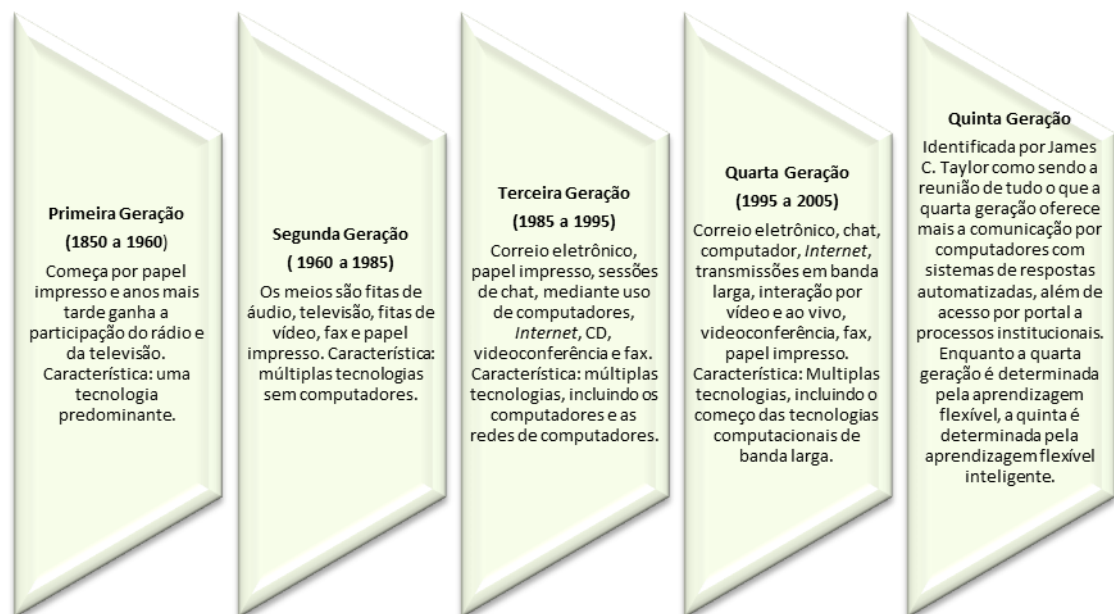 Primeira Geração
(1850 a 1960)
Começa por papel
impresso e anos mais
tarde ganha a
participação do rádio e
da televisão.
Característica: uma
tecnologia
predominante.
Segunda Geração
( 1960 a 1985)
Os meios são fitas de
áudio, televisão, fitas de
vídeo, fax e papel
impresso. Característica:
múltiplas tecnologias
sem computadores.
Terceira Geração
(1985 a 1995)
Correio eletrônico,
papel impresso, sessões
de chat, mediante uso
de computadores,
Internet, CD,
videoconferência e fax.
Característica: múltiplas
tecnologias, incluindo os
computadores e as
redes de computadores.
Quarta Geração
(1995 a 2005)
Correio eletrônico, chat,
computador, Internet,
transmissões em banda
larga, interação por
vídeo e ao vivo,
videoconferência, fax,
papel impresso.
Característica: Multiplas
tecnologias, incluindo o
começo das tecnologias
computacionais de
banda larga.
Quinta Geração
Identificada por James
C. Taylor como sendo a
reunião de tudo o que a
quarta geração oferece
mais a comunicação por
computadores com
sistemas de respostas
automatizadas, além de
acesso por portal a
processos institucionais.
Enquanto a quarta
geração é determinada
pela aprendizagem
flexível, a quinta é
determinada pela
aprendizagem flexível
inteligente.